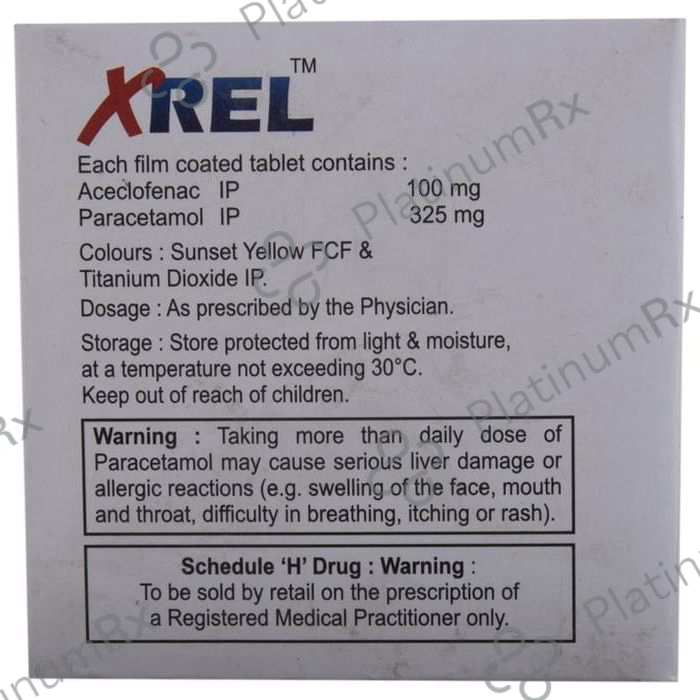 XREL™
Each film coated tablet contains :
Aceclofenac IP 100 mg
Paracetamol IP 325 mg
Colours : Sunset Yellow FCF &
Titanium Dioxide IP.
Dosage : As prescribed by the Physician.
Storage : Store protected from light & moisture,
at a temperature not exceeding 30°C.
Keep out of reach of children.
Warning : Taking more than daily dose of
Paracetamol may cause serious liver damage or
allergic reactions (e.g. swelling of the face, mouth
and throat, difficulty in breathing, itching or rash).
Schedule ‘H’ Drug : Warning :
To be sold by retail on the prescription of
a Registered Medical Practitioner only.
PlatinumRx
PlatinumRx
PlatinumRx